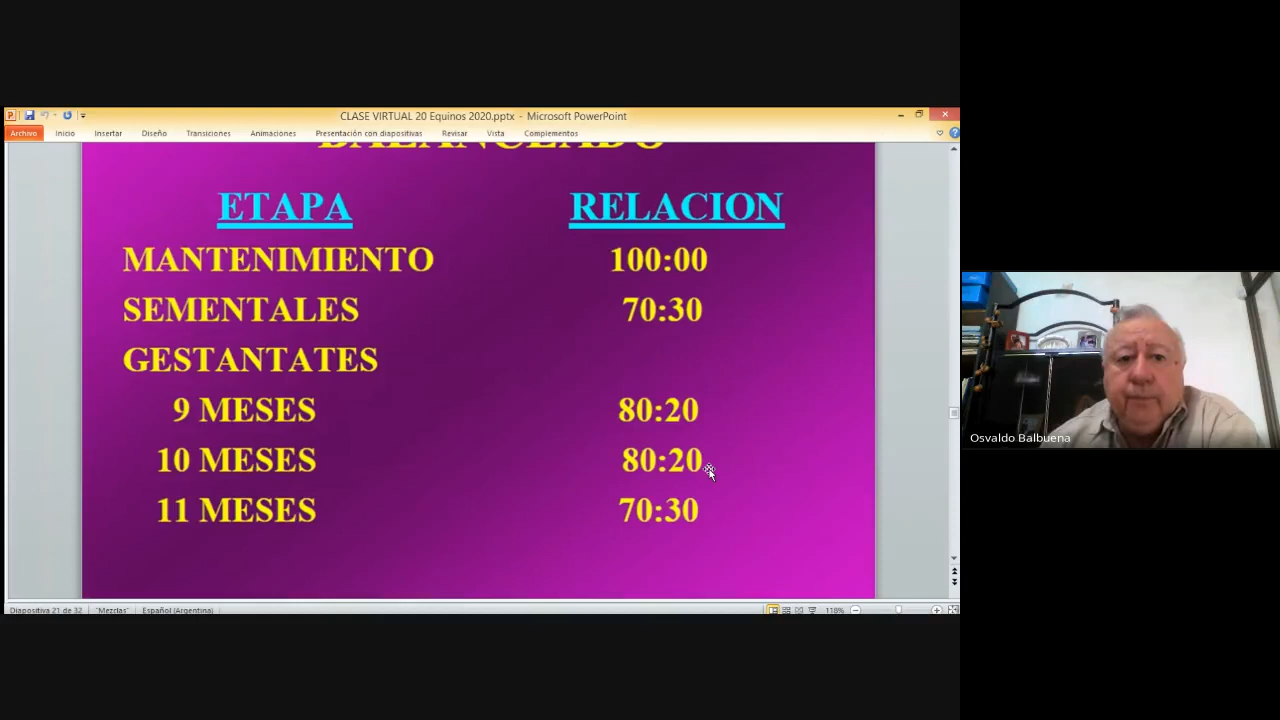 CLASE VIRTUAL 20 Equinos 2020.pptx - Microsoft PowerPoint
Archivo Inicio Insertar Diseño Transiciones Animaciones Presentación con diapositivas Revisar Vista Complementos
BALANCEADO
ETAPA RELACION
MANTENIMIENTO 100:00
SEMENTALES 70:30
GESTANTATES
9 MESES 80:20
10 MESES 80:20
11 MESES 70:30
Osvaldo Balbuena
Diapositiva 21 de 32 "Mezclas" Español (Argentina) 118%